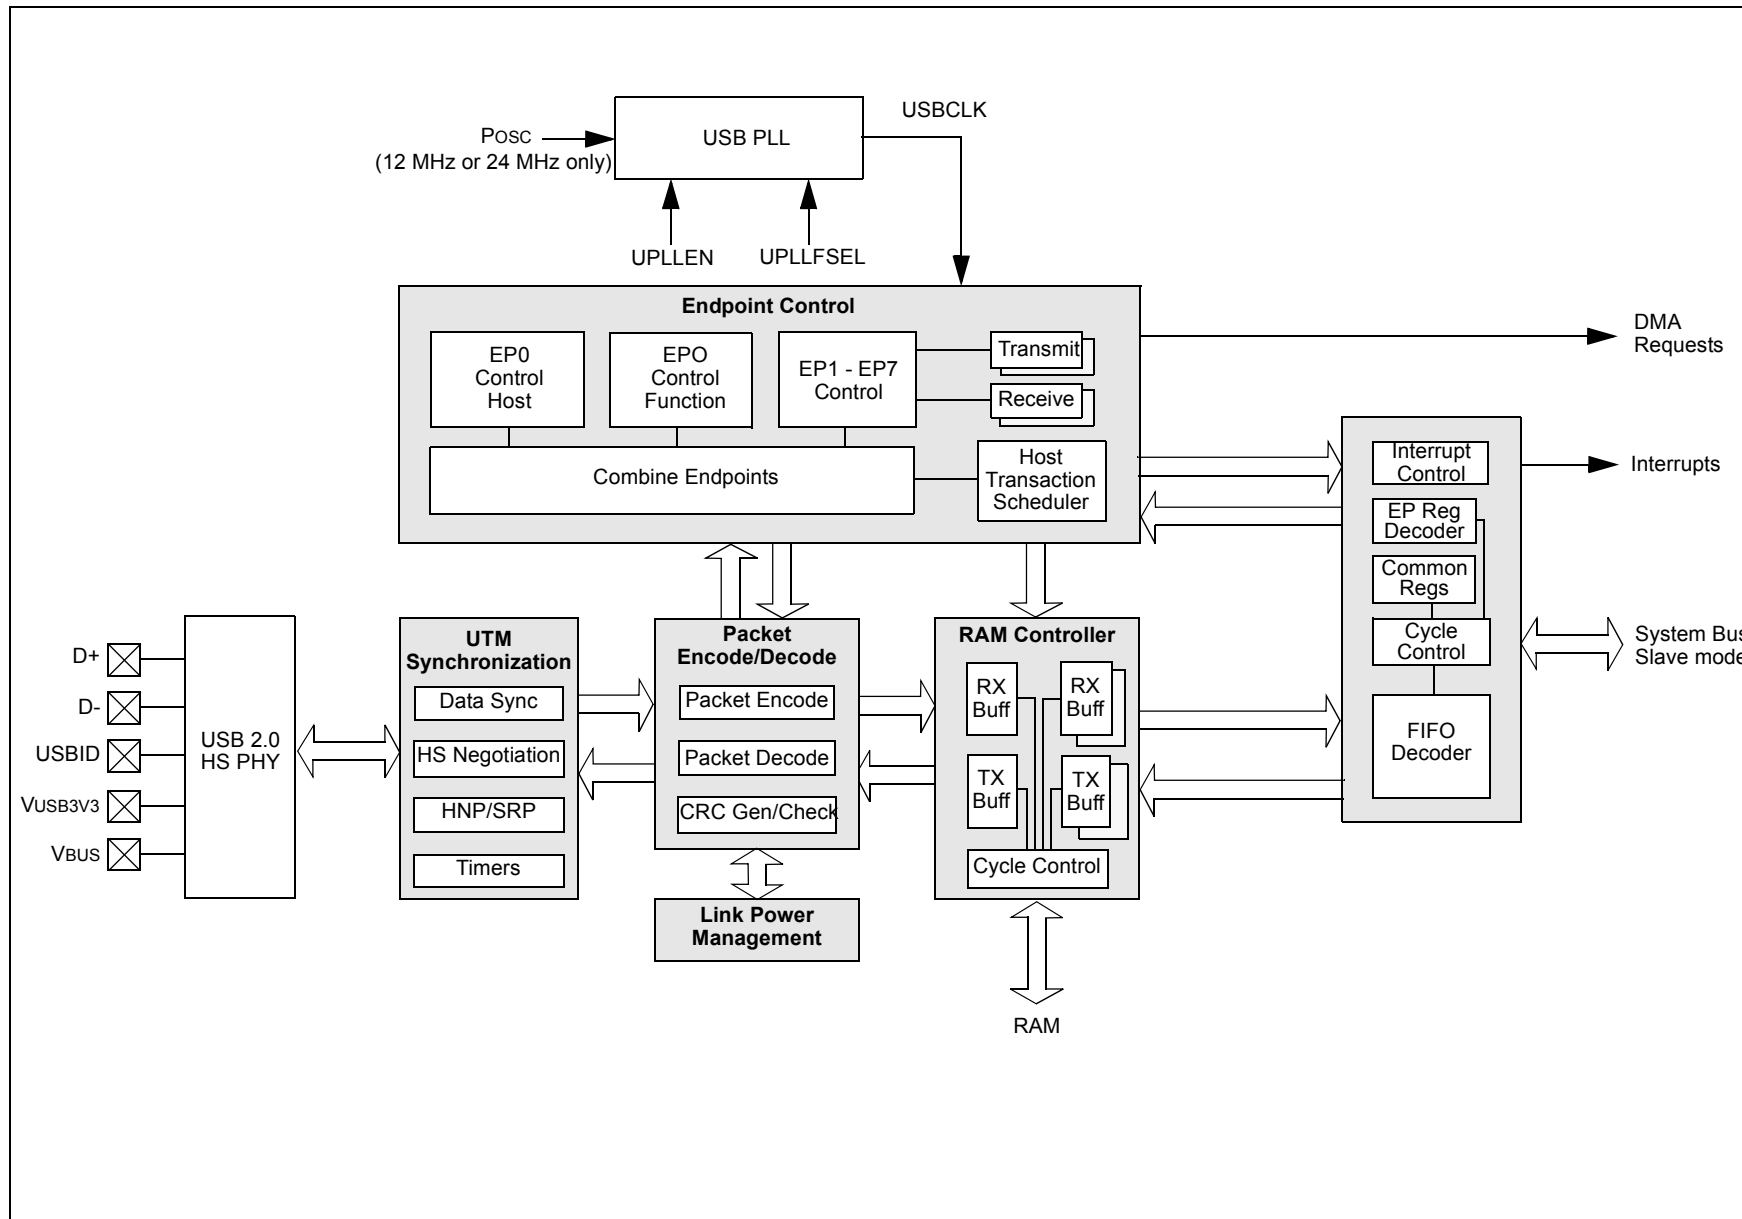 USBCLK
POSC
USB PLL
(12 MHz or 24 MHz only)
UPLLEN
UPLLFSEL
Endpoint Control
EP0
Control
Host
EPO
Control
Function
EP1 - EP7
Control
Transmit
Receive
Combine Endpoints
Host
Transaction
Scheduler
DMA
Requests
Interrupt
Control
Interrupts
EP Reg
Decoder
Common
Regs
Cycle
Control
FIFO
Decoder
System Bus
Slave mode
D+
D-
USBID
VUSB3V3
VBUS
USB 2.0
HS PHY
UTM
Synchronization
Data Sync
HS Negotiation
HNP/SRP
Timers
Packet
Encode/Decode
Packet Encode
Packet Decode
CRC Gen/Check
Link Power
Management
RAM Controller
RX
Buff
RX
Buff
TX
Buff
TX
Buff
Cycle Control
RAM